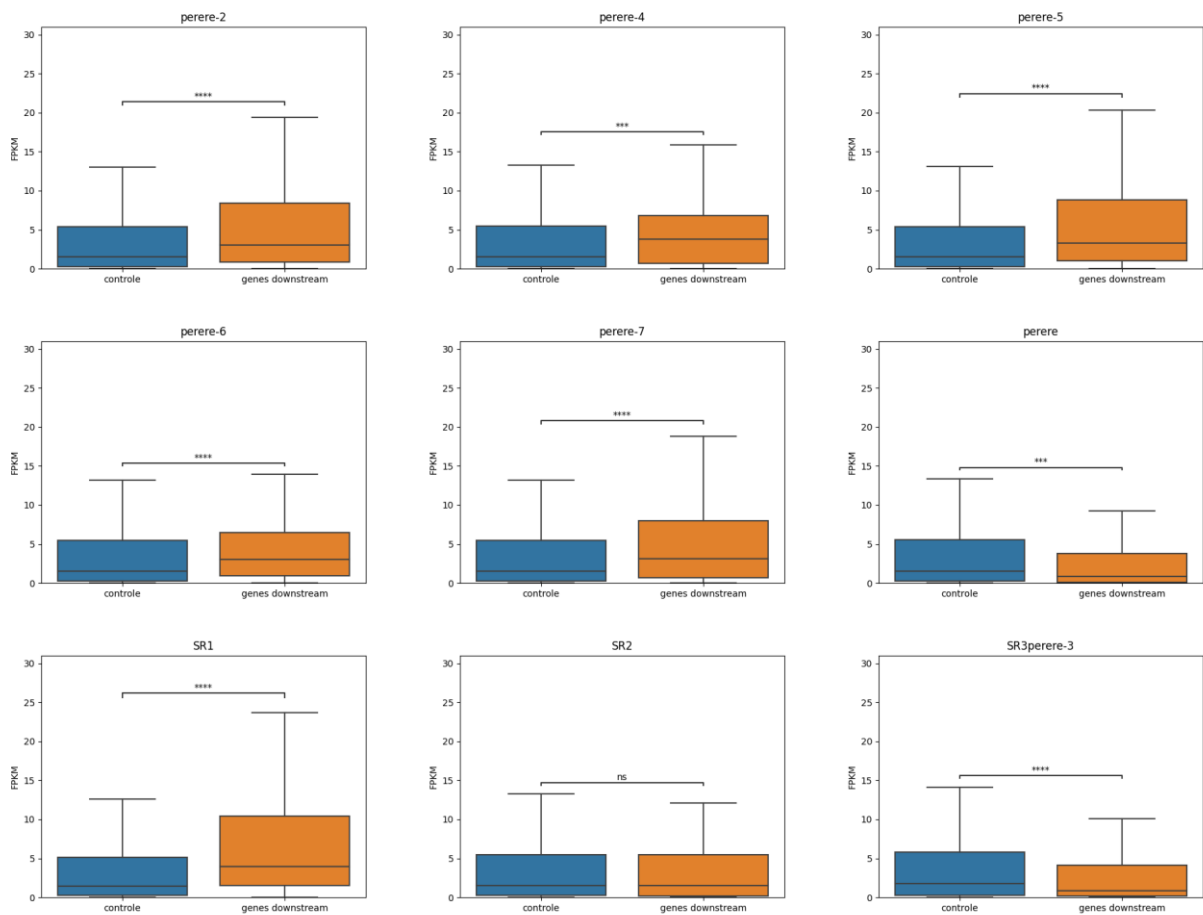 perere-2
30
25
20
15
10
5
0
FPKM
****
controle
genes downstream
perere-4
30
25
20
15
10
5
0
FPKM
***
controle
genes downstream
perere-5
30
25
20
15
10
5
0
FPKM
****
controle
genes downstream
perere-6
30
25
20
15
10
5
0
FPKM
****
controle
genes downstream
perere-7
30
25
20
15
10
5
0
FPKM
****
controle
genes downstream
perere
30
25
20
15
10
5
0
FPKM
***
controle
genes downstream
SR1
30
25
20
15
10
5
0
FPKM
****
controle
genes downstream
SR2
30
25
20
15
10
5
0
FPKM
ns
controle
genes downstream
SR3perere-3
30
25
20
15
10
5
0
FPKM
****
controle
genes downstream